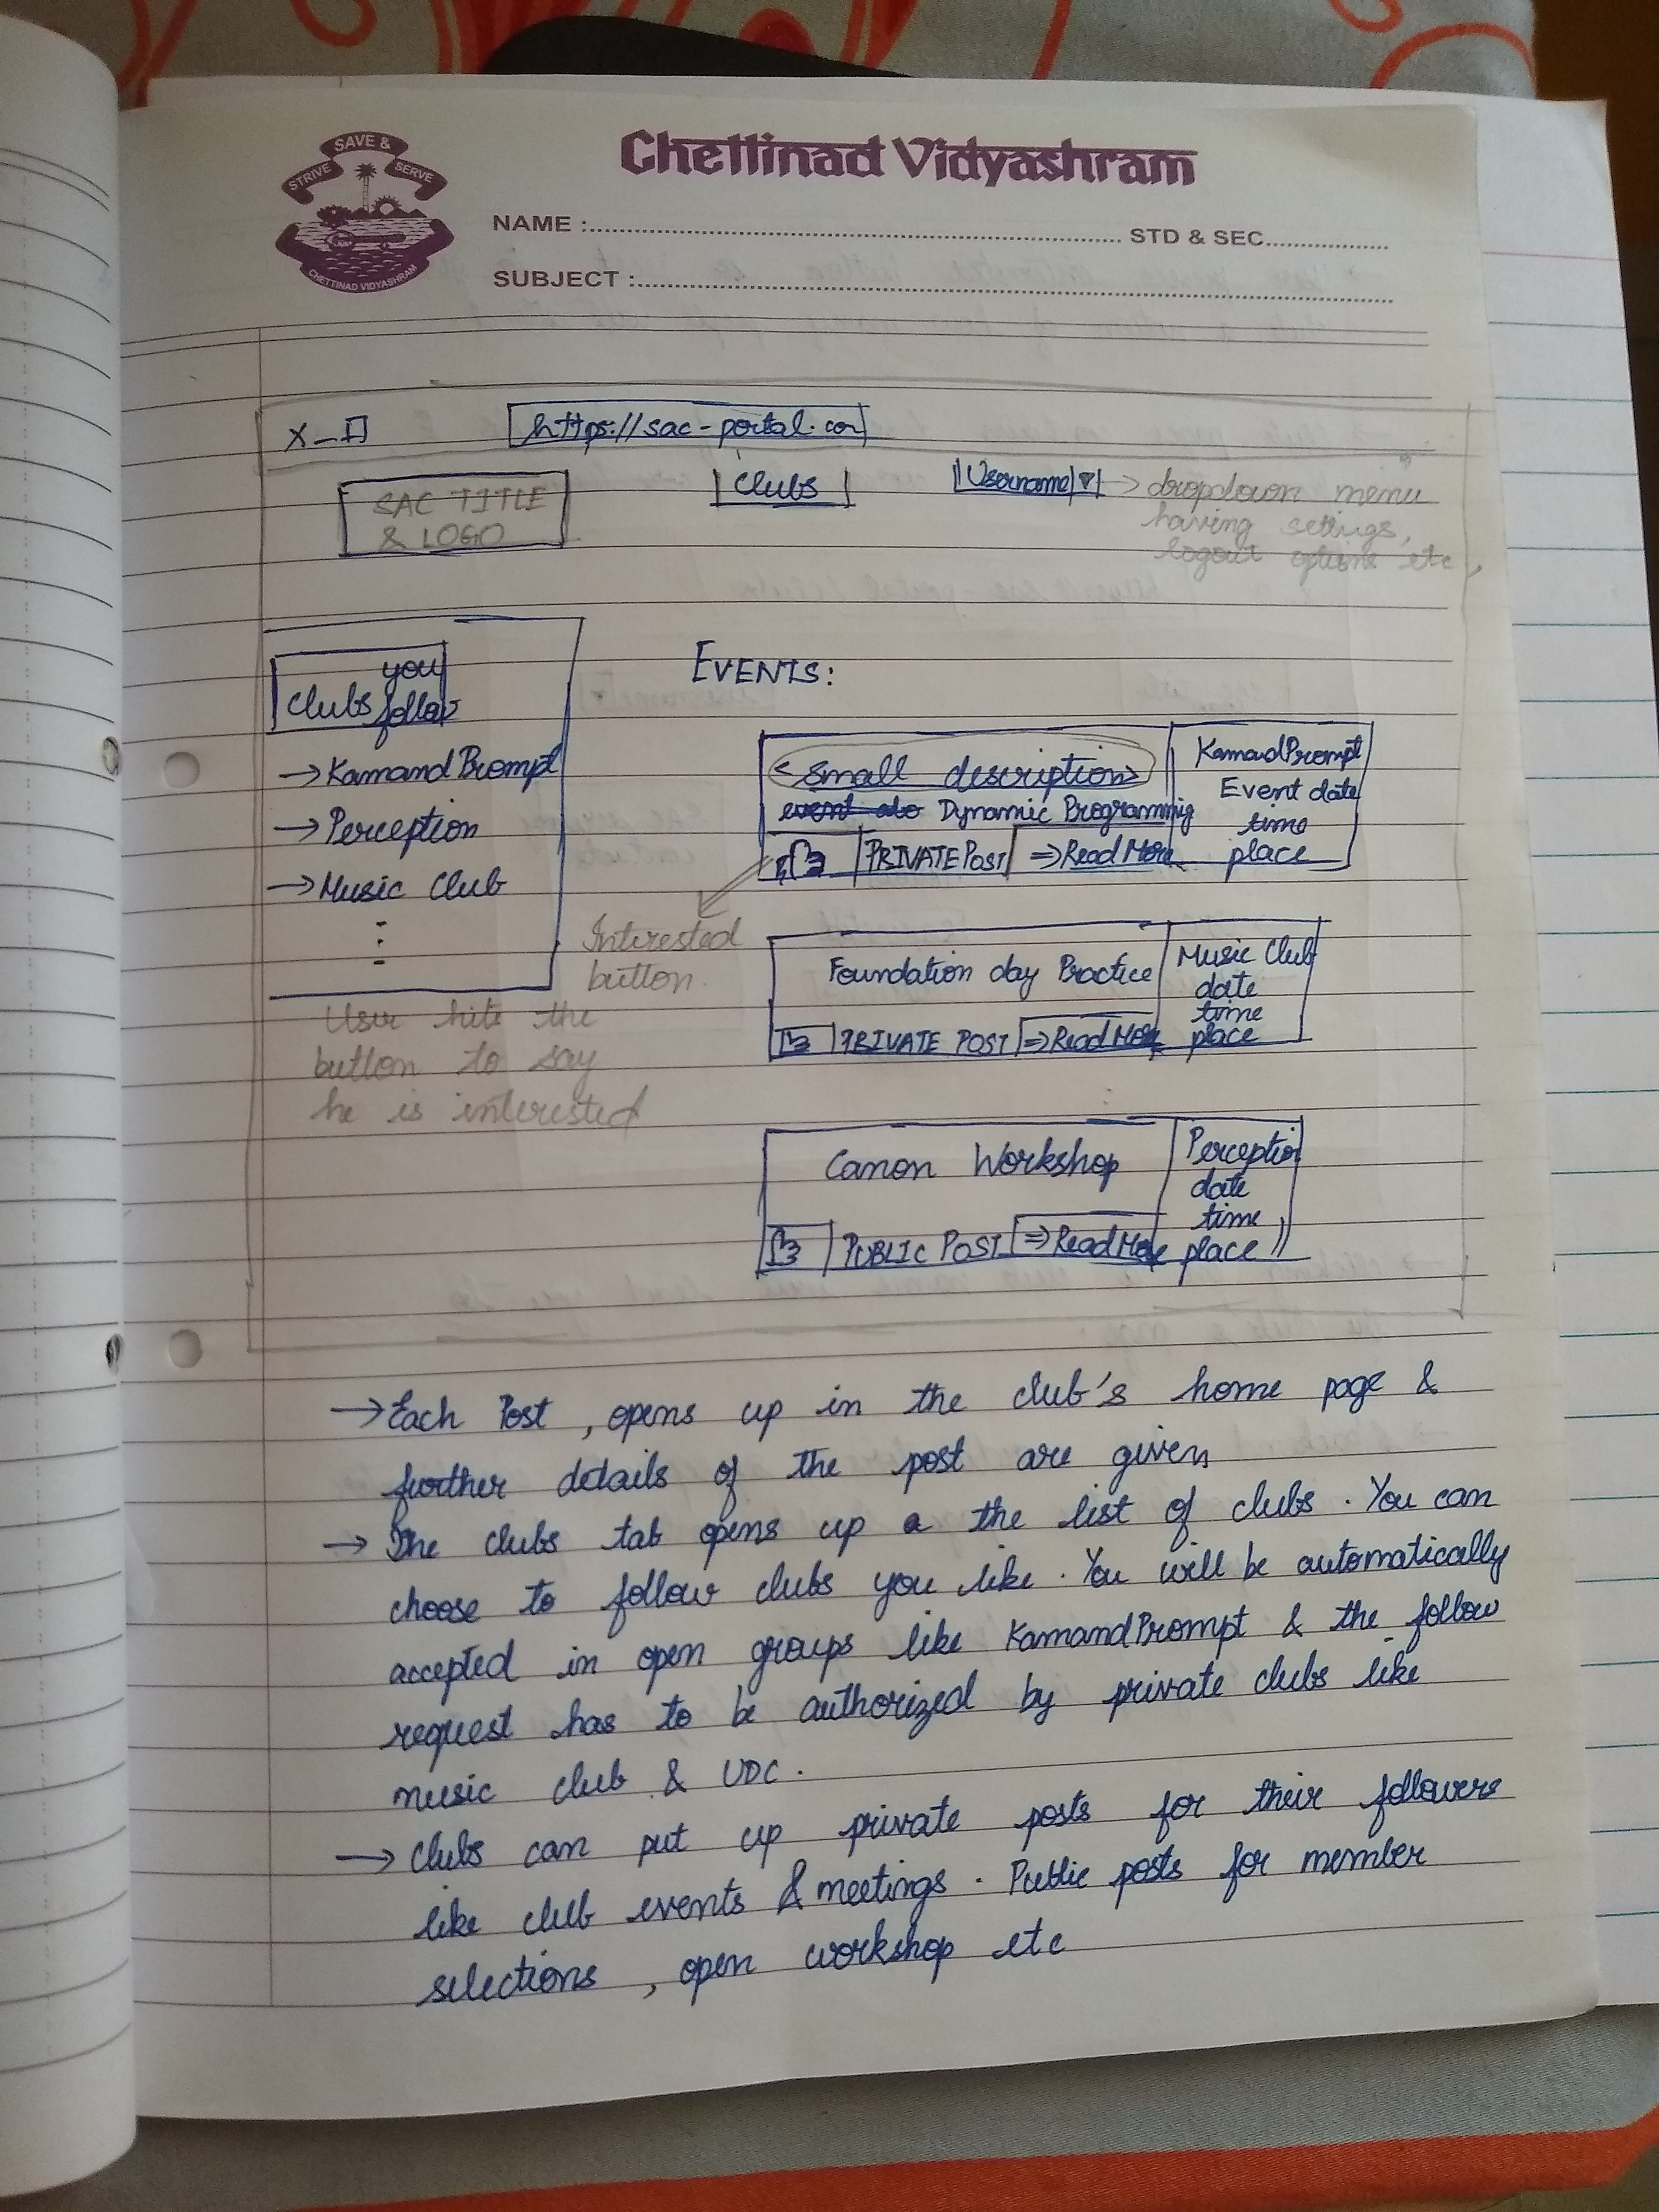 STRIVE SAVE & SERVE
CHETTINAD VIDYASHRAM
Chettinad Vidyashram
NAME : STD & SEC
SUBJECT :
X - https://sac-portal.com
SAC TITLE
& LOGO
Clubs
Username → dropdown menu
having settings,
logout options etc,
Clubs you
follow
→ KamandPrompt
→ Perception
→ Music Club
EVENTS:
<small description>
Dynamic Programming
PRIVATE POST ⇒ Read More
KamandPrompt
Event date
time
place
Interested
button.
User hits the
button to say
he is interested
Foundation day Practice
PRIVATE POST ⇒ Read More
Music Club
date
time
place
Canon Workshop
PUBLIC POST ⇒ Read More
Perception
date
time
place
→ Each Post, opens up in the club's home page &
further details of the post are given
→ The clubs tab opens up a the list of clubs. You can
choose to follow clubs you like. You will be automatically
accepted in open groups like KamandPrompt & the follow
request has to be authorized by private clubs like
music club & UDC.
→ Clubs can put up private posts for their followers
like club events & meetings. Public posts for member
selections, open workshop etc